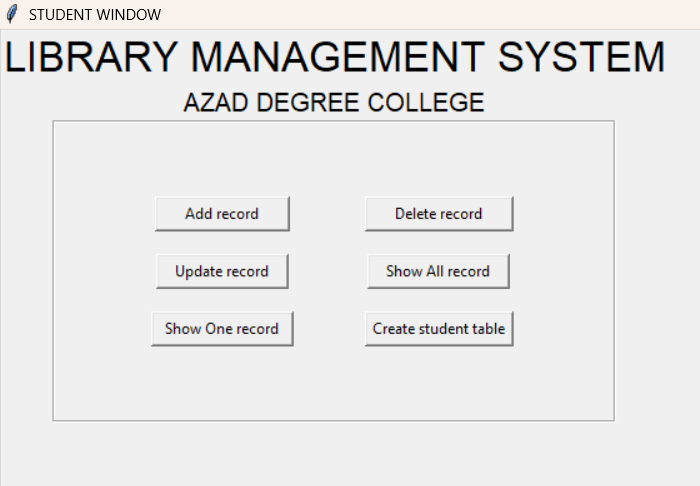 STUDENT WINDOW
LIBRARY MANAGEMENT SYSTEM
AZAD DEGREE COLLEGE
Add record
Delete record
Update record
Show All record
Show One record
Create student table